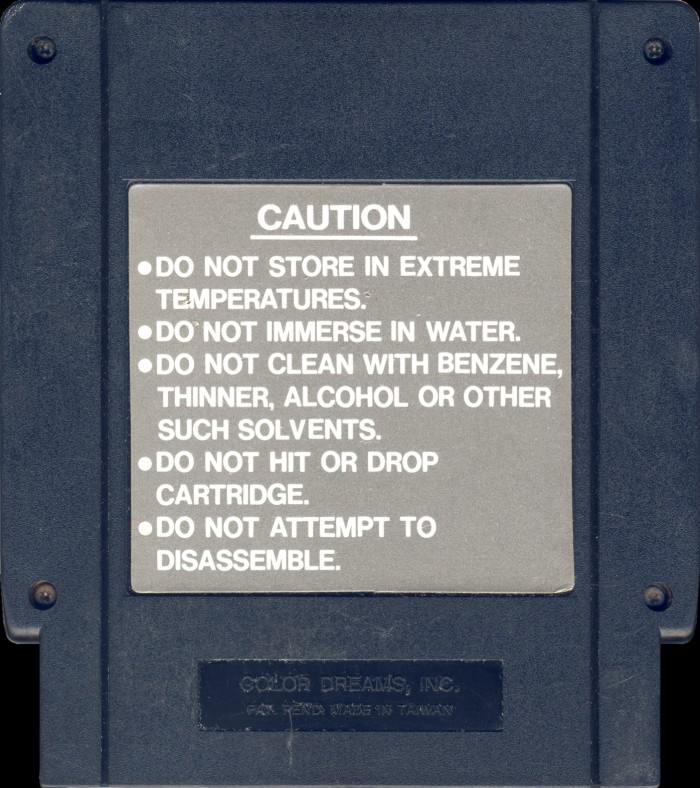 CAUTION
●DO NOT STORE IN EXTREME
TEMPERATURES.
●DO NOT IMMERSE IN WATER.
●DO NOT CLEAN WITH BENZENE,
THINNER, ALCOHOL OR OTHER
SUCH SOLVENTS.
●DO NOT HIT OR DROP
CARTRIDGE.
●DO NOT ATTEMPT TO
DISASSEMBLE.
COLOR DREAMS, INC.
PAT. PEND. MADE IN TAIWAN